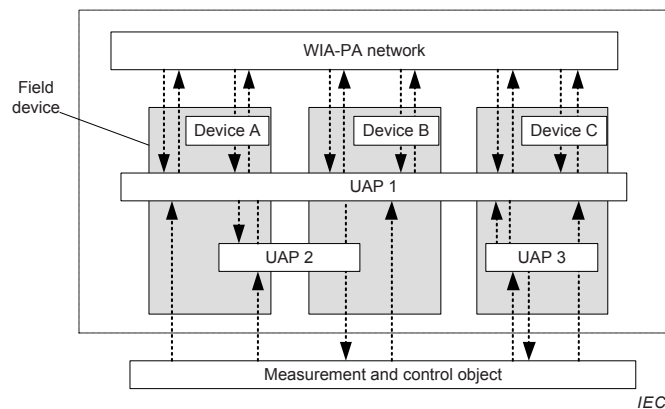 WIA-PA network
Field
device
Device A
Device B
Device C
UAP 1
UAP 2
UAP 3
Measurement and control object
IEC